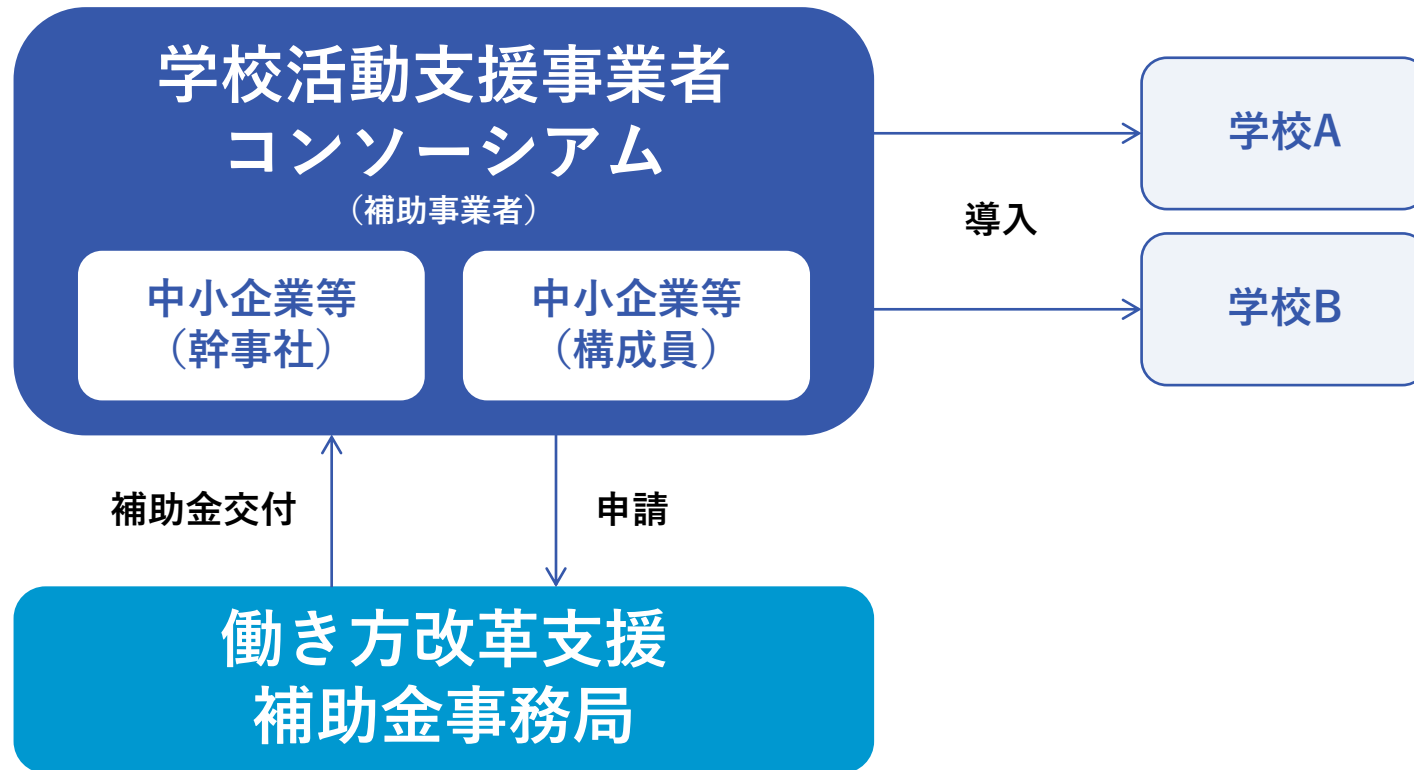 学校活動支援事業者
コンソーシアム
（補助事業者）
中小企業等
（幹事社）
中小企業等
（構成員）
導入
学校A
学校B
補助金交付
申請
働き方改革支援
補助金事務局